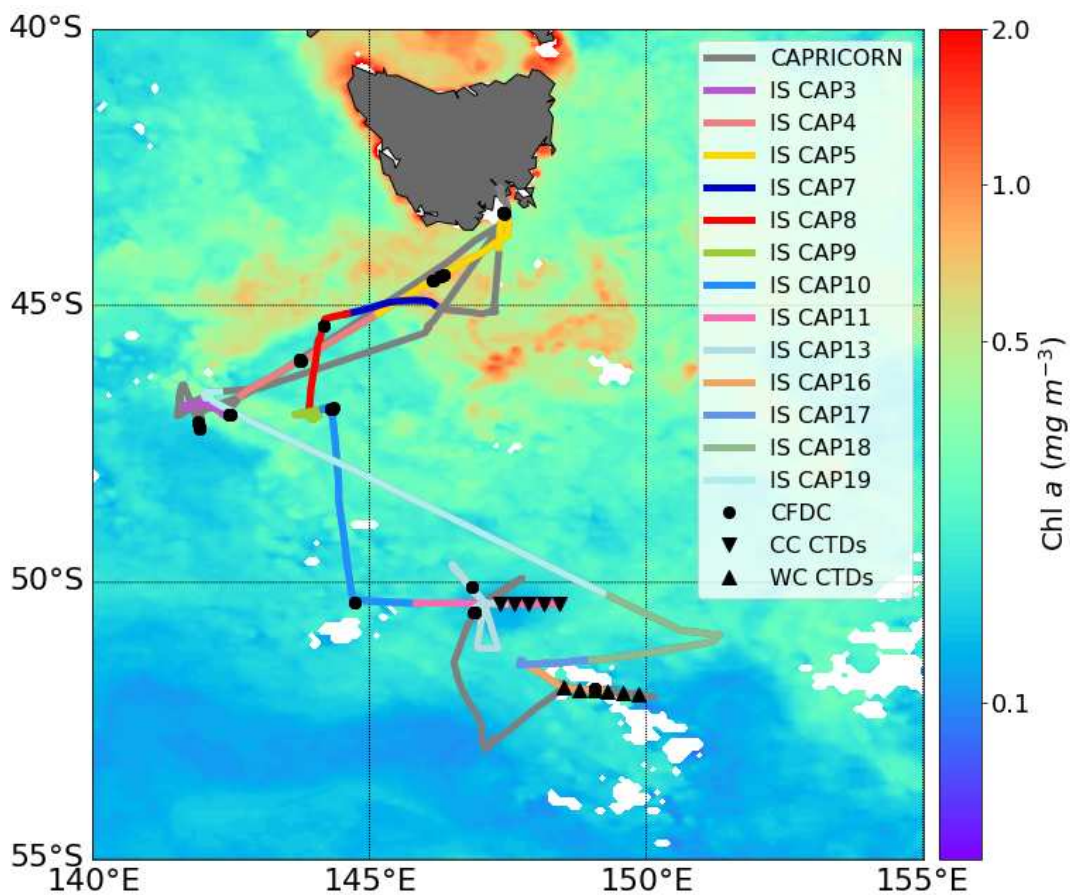 40°S
45°S
50°S
55°S
140°E
145°E
150°E
155°E
CAPRICORN
IS CAP3
IS CAP4
IS CAP5
IS CAP7
IS CAP8
IS CAP9
IS CAP10
IS CAP11
IS CAP13
IS CAP16
IS CAP17
IS CAP18
IS CAP19
CFDC
CC CTDs
WC CTDs
2.0
1.0
0.5
0.1
Chl a (mg m⁻³)